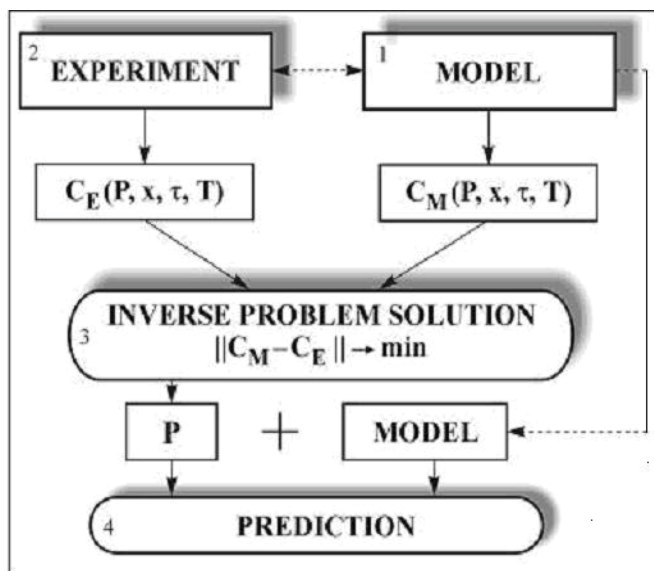 2
EXPERIMENT
1
MODEL
C_E(P, x, τ, T)
C_M(P, x, τ, T)
3
INVERSE PROBLEM SOLUTION
||C_M – C_E|| → min
P
+
MODEL
4
PREDICTION